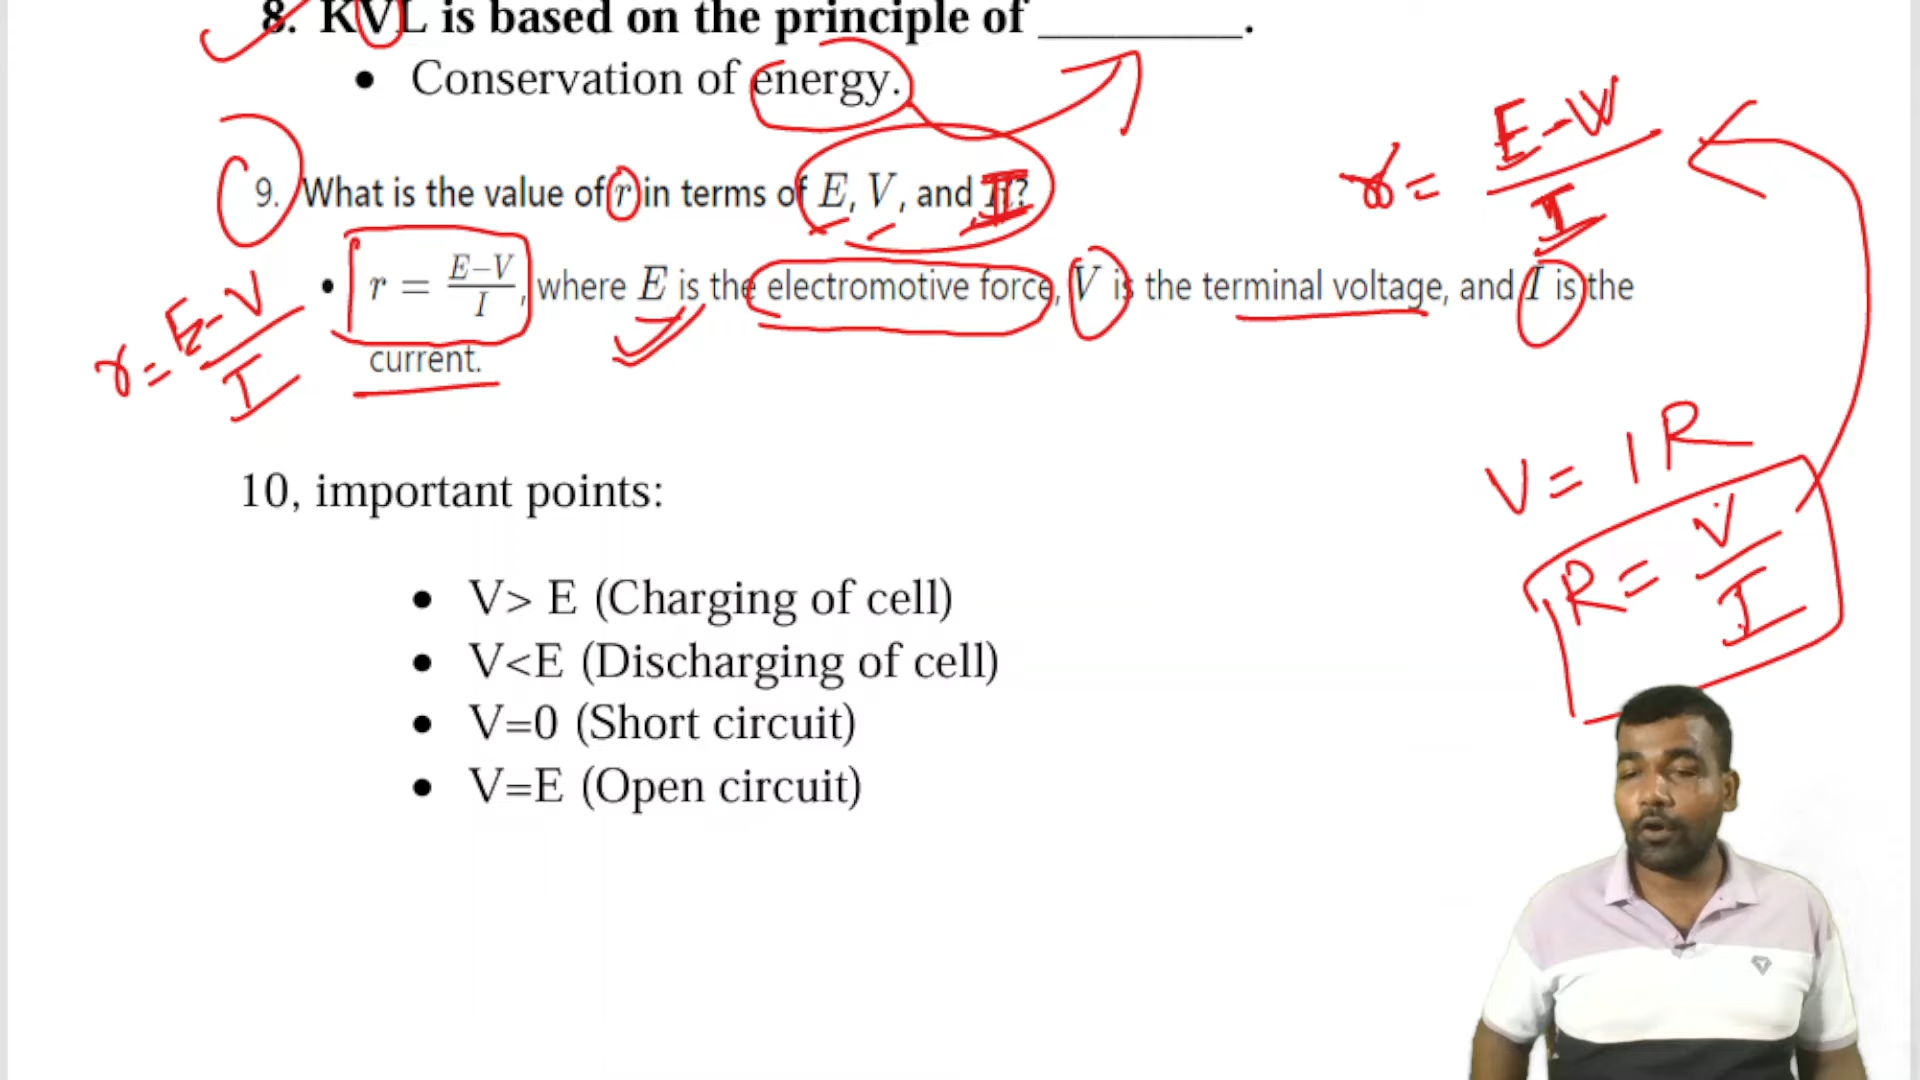 8. KVL is based on the principle of _________.
• Conservation of energy.
9. What is the value of r in terms of E, V, and I?
• r = E−V/I, where E is the electromotive force, V is the terminal voltage, and I is the
current.
r = E-V/I
r = E-V/I
V = IR
R = V/I
10, important points:
• V> E (Charging of cell)
• V<E (Discharging of cell)
• V=0 (Short circuit)
• V=E (Open circuit)